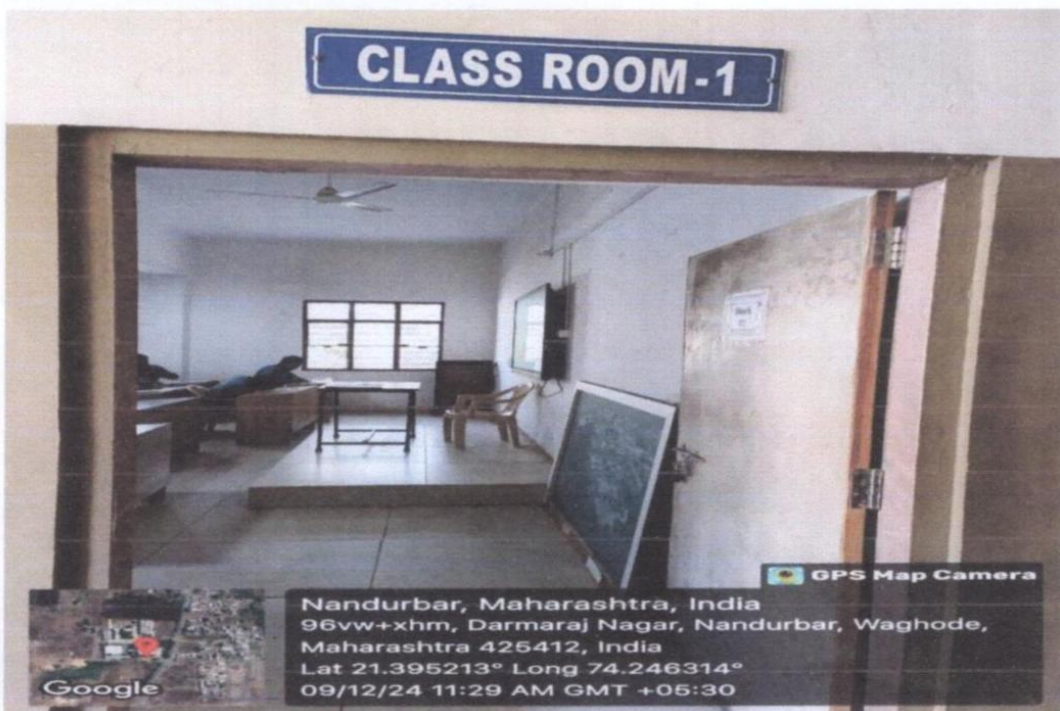 CLASS ROOM-1
GPS Map Camera
Nandurbar, Maharashtra, India
96vw+xhm, Darmaraj Nagar, Nandurbar, Waghode,
Maharashtra 425412, India
Lat 21.395213° Long 74.246314°
09/12/24 11:29 AM GMT +05:30
Google